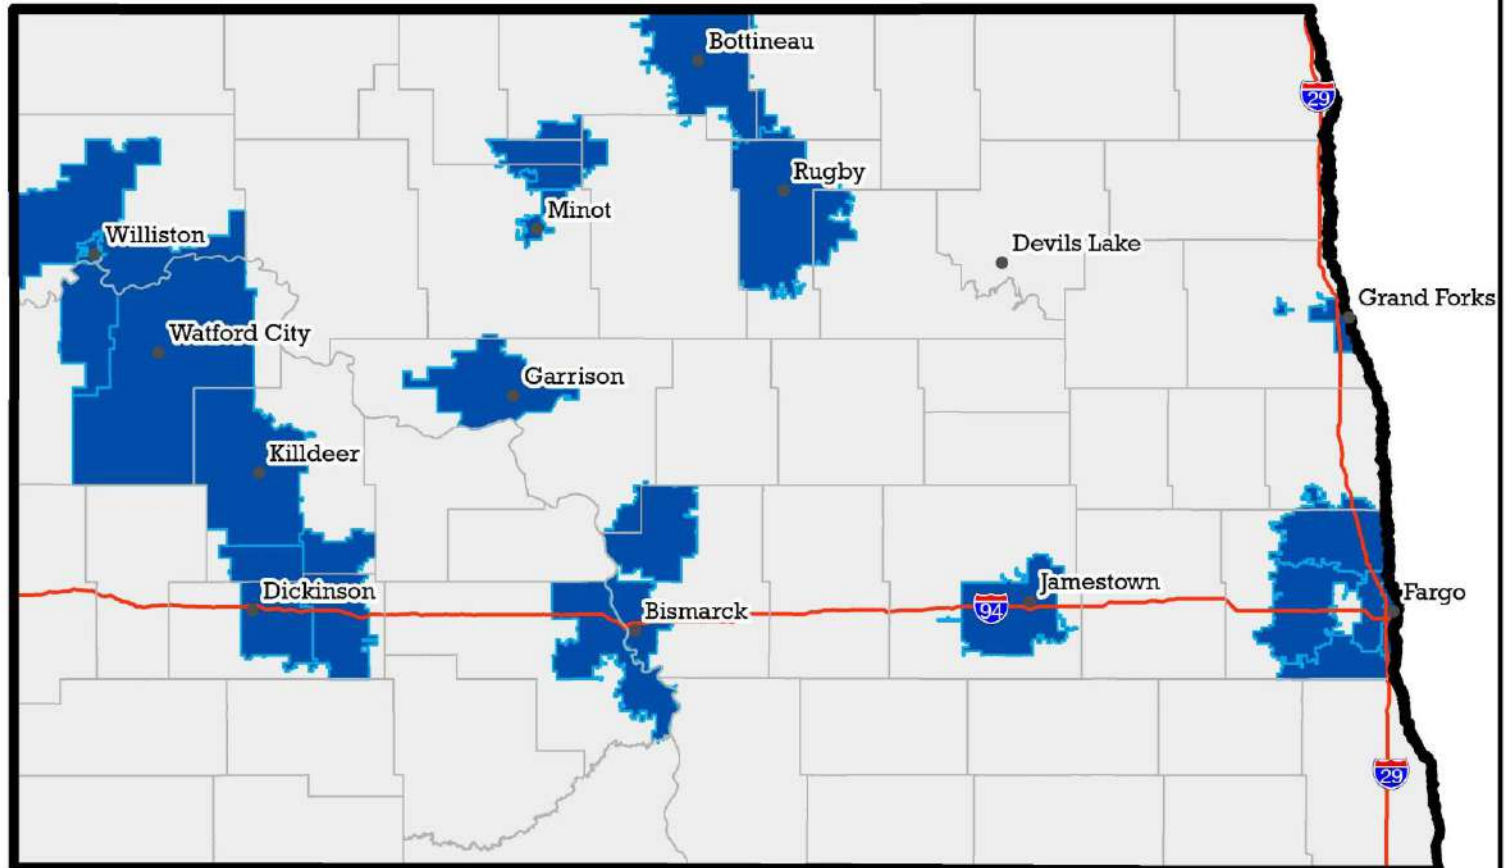 Bottineau
29
Rugby
Minot
Williston
Devils Lake
Grand Forks
Watford City
Garrison
Killdeer
Jamestown
Dickinson
Fargo
94
Bismarck
29